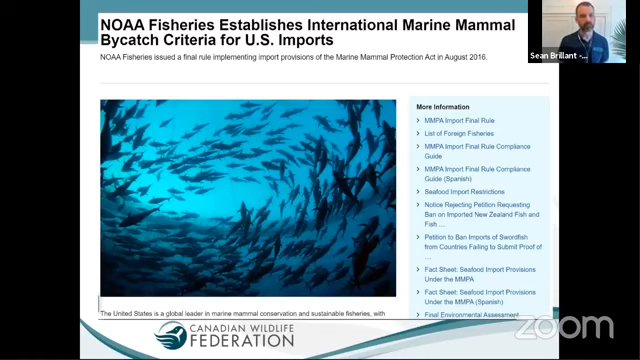 NOAA Fisheries Establishes International Marine Mammal
Bycatch Criteria for U.S. Imports
NOAA Fisheries issued a final rule implementing import provisions of the Marine Mammal Protection Act in August 2016.
Sean Brillant -...
More Information
MMPA Import Final Rule
List of Foreign Fisheries
MMPA Import Final Rule Compliance
Guide
MMPA Import Final Rule Compliance
Guide (Spanish)
Seafood Import Restrictions
Notice Rejecting Petition Requesting
Ban on Imported New Zealand Fish and
Fish ...
Petition to Ban Imports of Swordfish
from Countries Failing to Submit Proof of
...
Fact Sheet: Seafood Import Provisions
Under the MMPA
Fact Sheet: Seafood Import Provisions
Under the MMPA (Spanish)
Final Environmental Assessment,
The United States is a global leader in marine mammal conservation and sustainable fisheries, with
CANADIAN WILDLIFE
FEDERATION
zoom